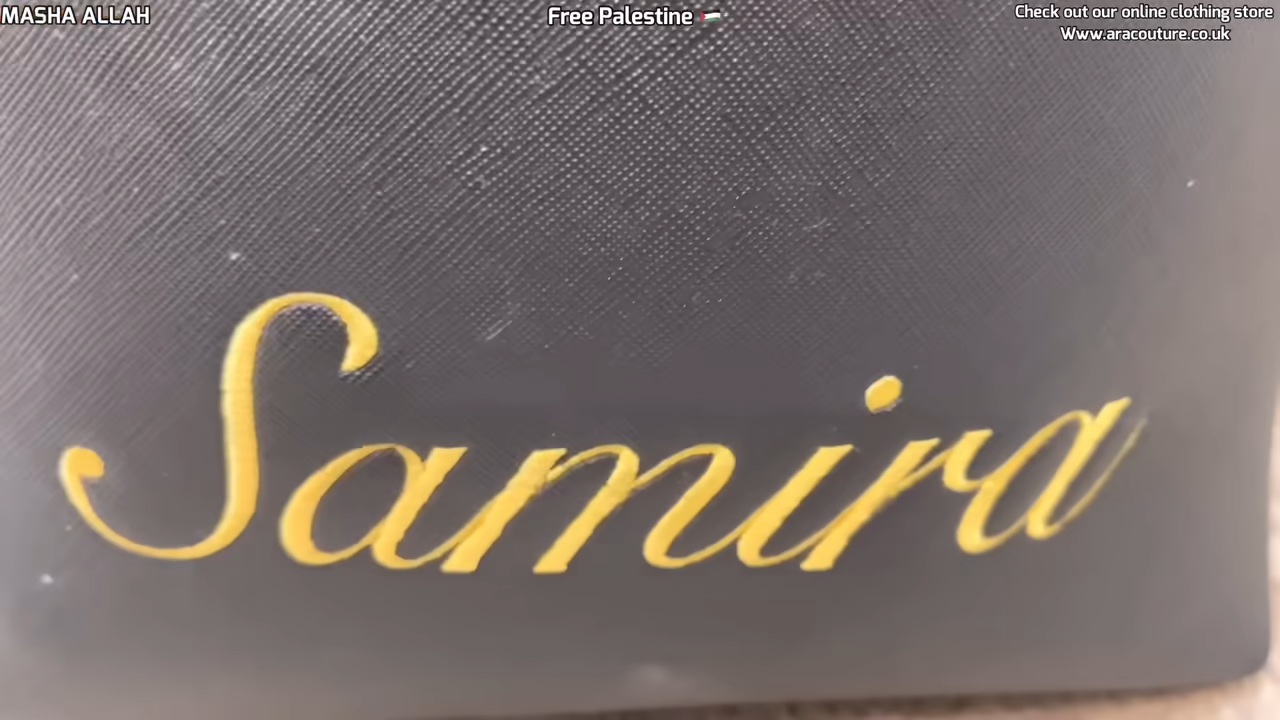 MASHA ALLAH
Free Palestine 🇵🇸
Check out our online clothing store
Www.aracouture.co.uk
Samira